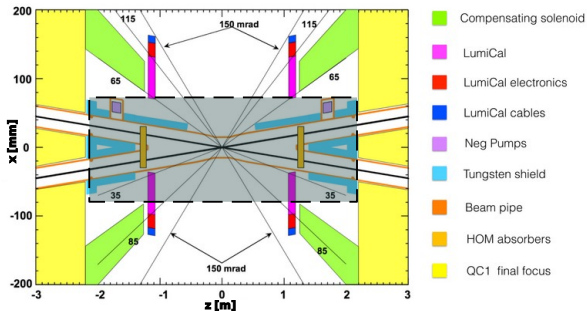 200
115
150 mrad
115
Compensating solenoid
100
65
65
LumiCal
LumiCal electronics
LumiCal cables
x [mm]
0
Neg Pumps
Tungsten shield
35
35
Beam pipe
-100
85
85
HOM absorbers
150 mrad
QC1 final focus
-200
-3
-2
-1
0
1
2
3
z [m]